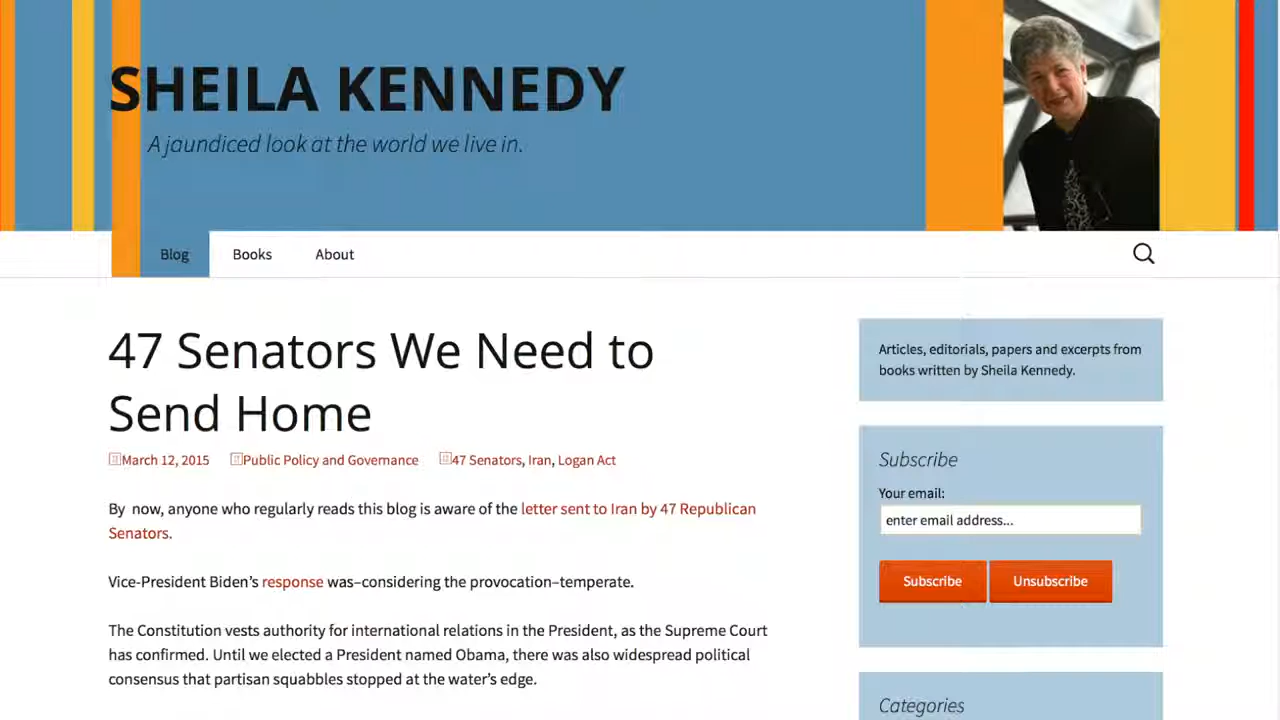 SHEILA KENNEDY
A jaundiced look at the world we live in.
Blog
Books
About
47 Senators We Need to
Send Home
March 12, 2015
Public Policy and Governance
47 Senators, Iran, Logan Act
By now, anyone who regularly reads this blog is aware of the letter sent to Iran by 47 Republican
Senators.
Vice-President Biden’s response was–considering the provocation–temperate.
The Constitution vests authority for international relations in the President, as the Supreme Court
has confirmed. Until we elected a President named Obama, there was also widespread political
consensus that partisan squabbles stopped at the water’s edge.
Articles, editorials, papers and excerpts from
books written by Sheila Kennedy.
Subscribe
Your email:
enter email address...
Subscribe
Unsubscribe
Categories